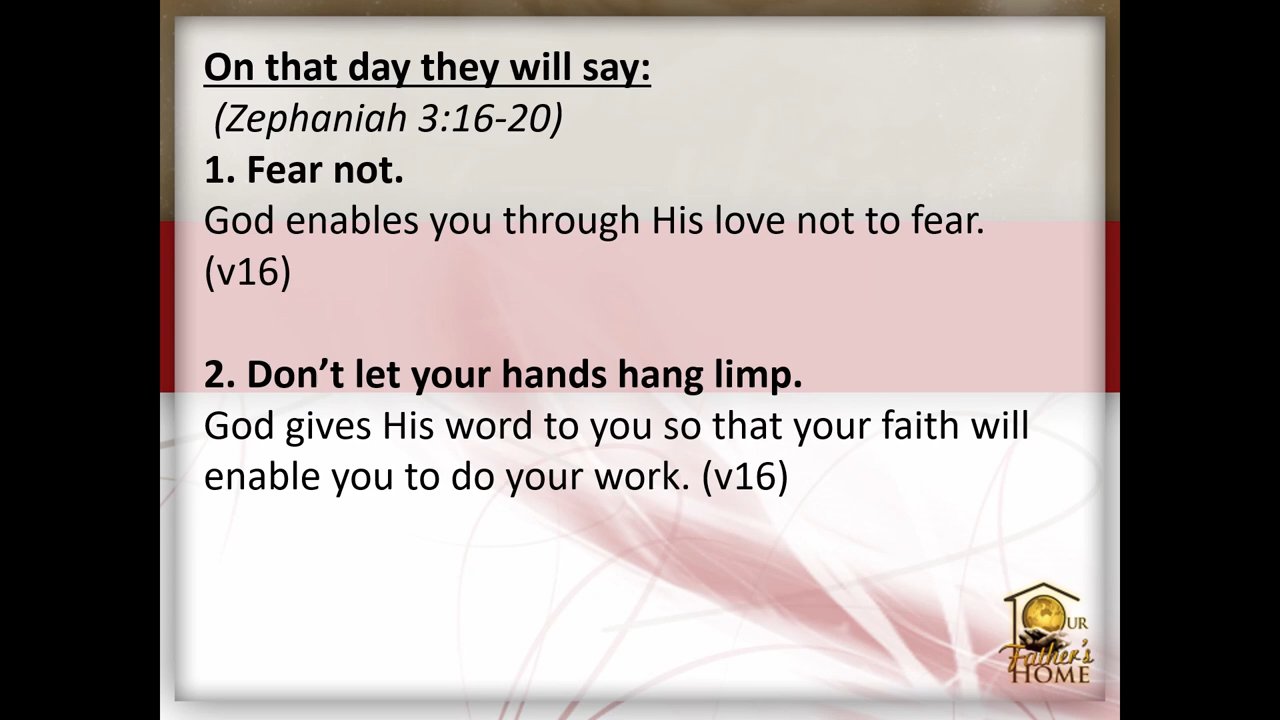 On that day they will say:
(Zephaniah 3:16-20)
1. Fear not.
God enables you through His love not to fear.
(v16)
2. Don’t let your hands hang limp.
God gives His word to you so that your faith will
enable you to do your work. (v16)
OUR
Father's
HOME